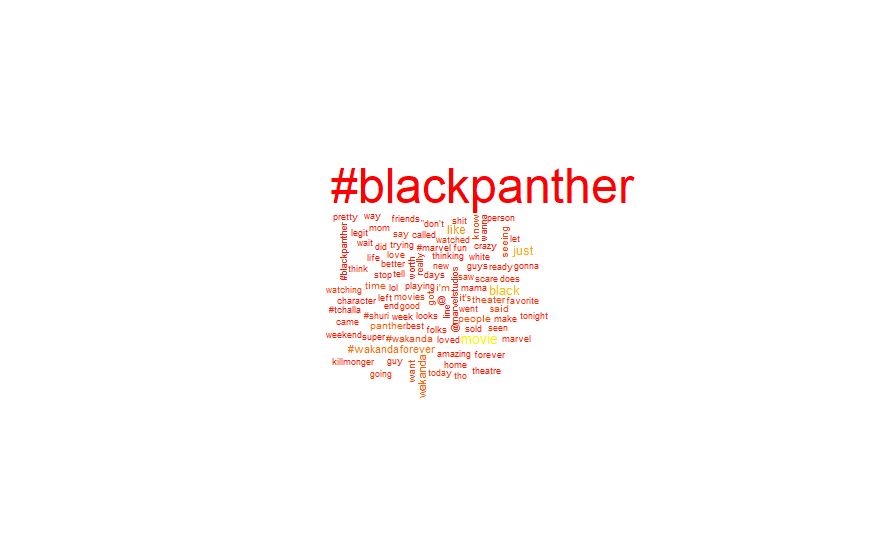 #blackpanther
pretty way friends don't shit know wanna person
legit mom say called like seeing let
#blackpanther wait did trying #marvel watched fun crazy just
life love worth really thinking white
think better new guys ready gonna
stop tell days @marvelstudios saw scare does
watching time lol playing got i'm mama black
character left movies @ it's theater favorite
#tchalla end good line went said
came #shuri week looks people make tonight
panther best folks sold seen
weekend super #wakanda loved movie marvel
#wakandaforever amazing forever
killmonger guy want wakanda home
going today tho theatre